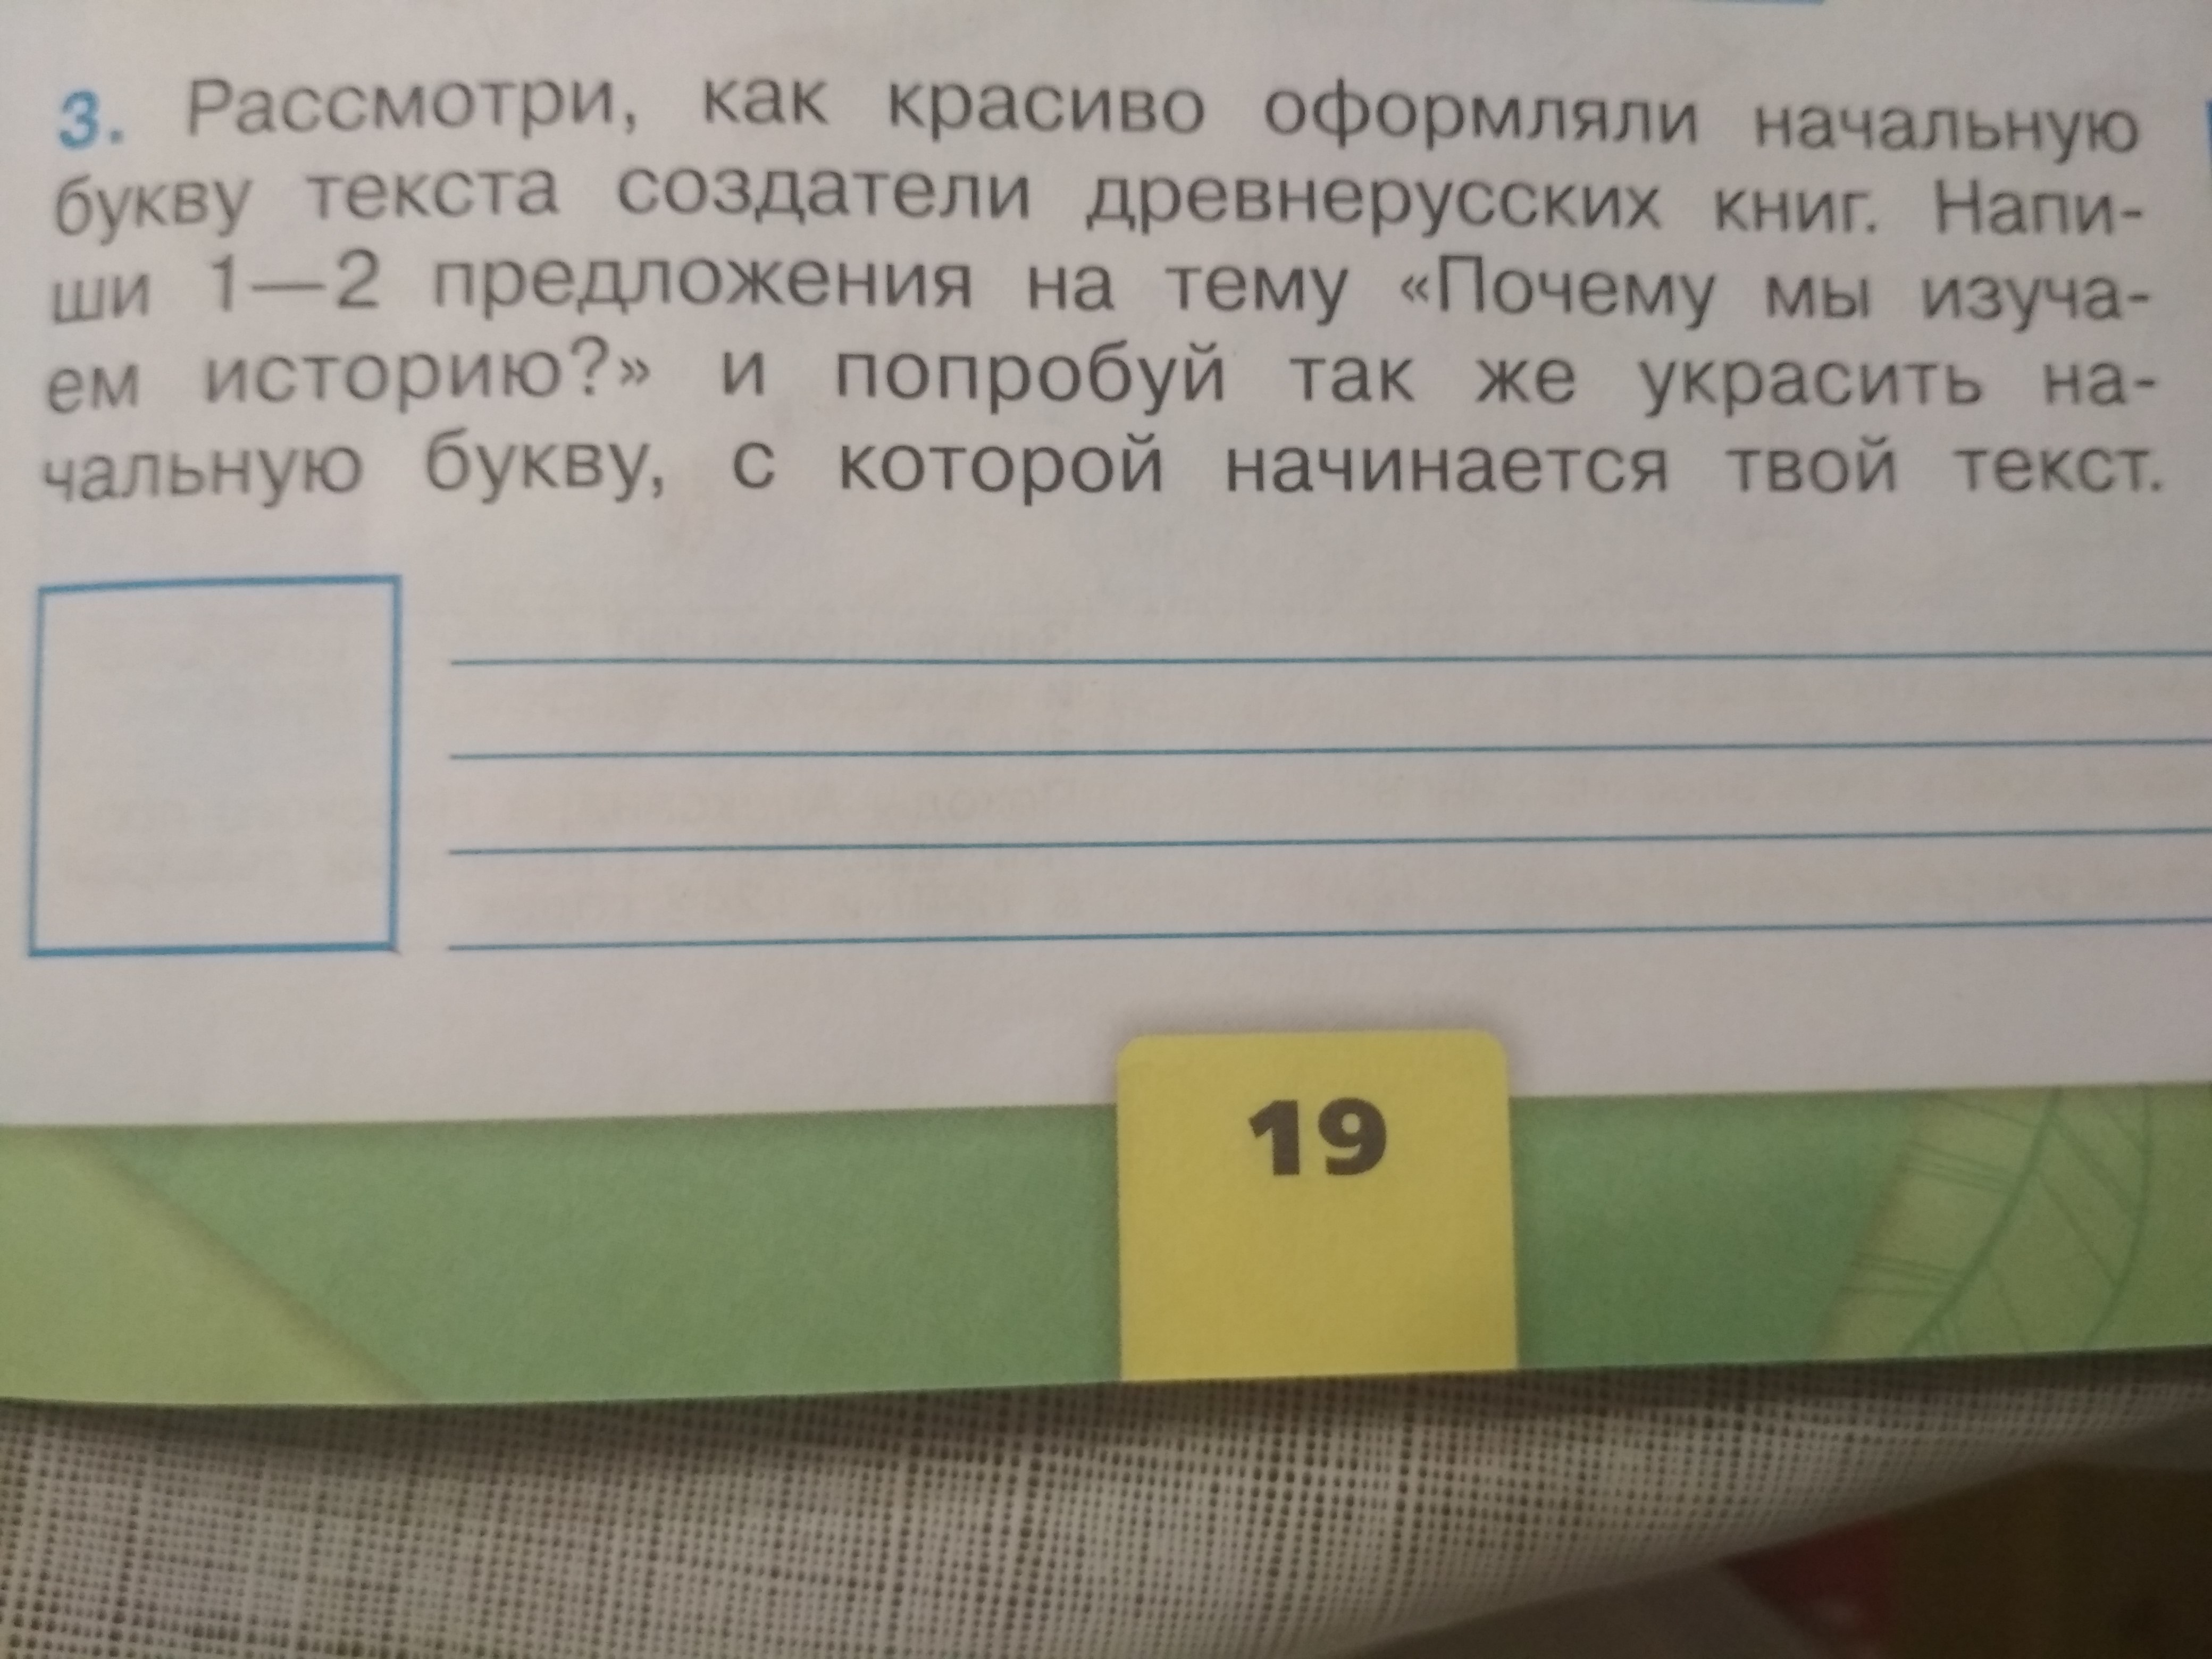 3. Рассмотри, как красиво оформляли начальную
букву текста создатели древнерусских книг. Напи-
ши 1—2 предложения на тему «Почему мы изуча-
ем историю?» и попробуй так же украсить на-
чальную букву, с которой начинается твой текст.
19